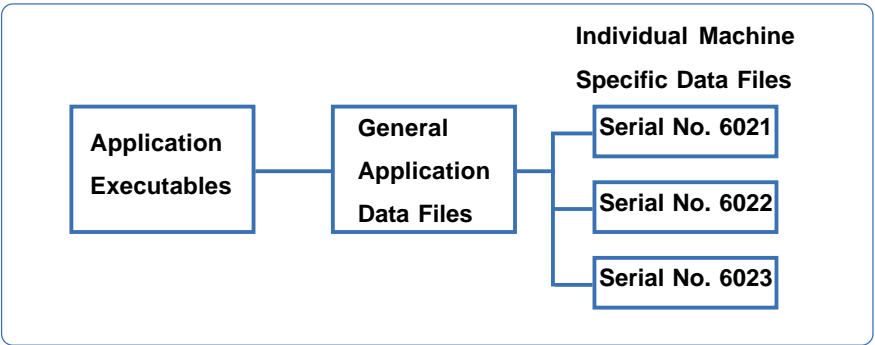 Individual Machine
Specific Data Files
Application
Executables
General
Application
Data Files
Serial No. 6021
Serial No. 6022
Serial No. 6023